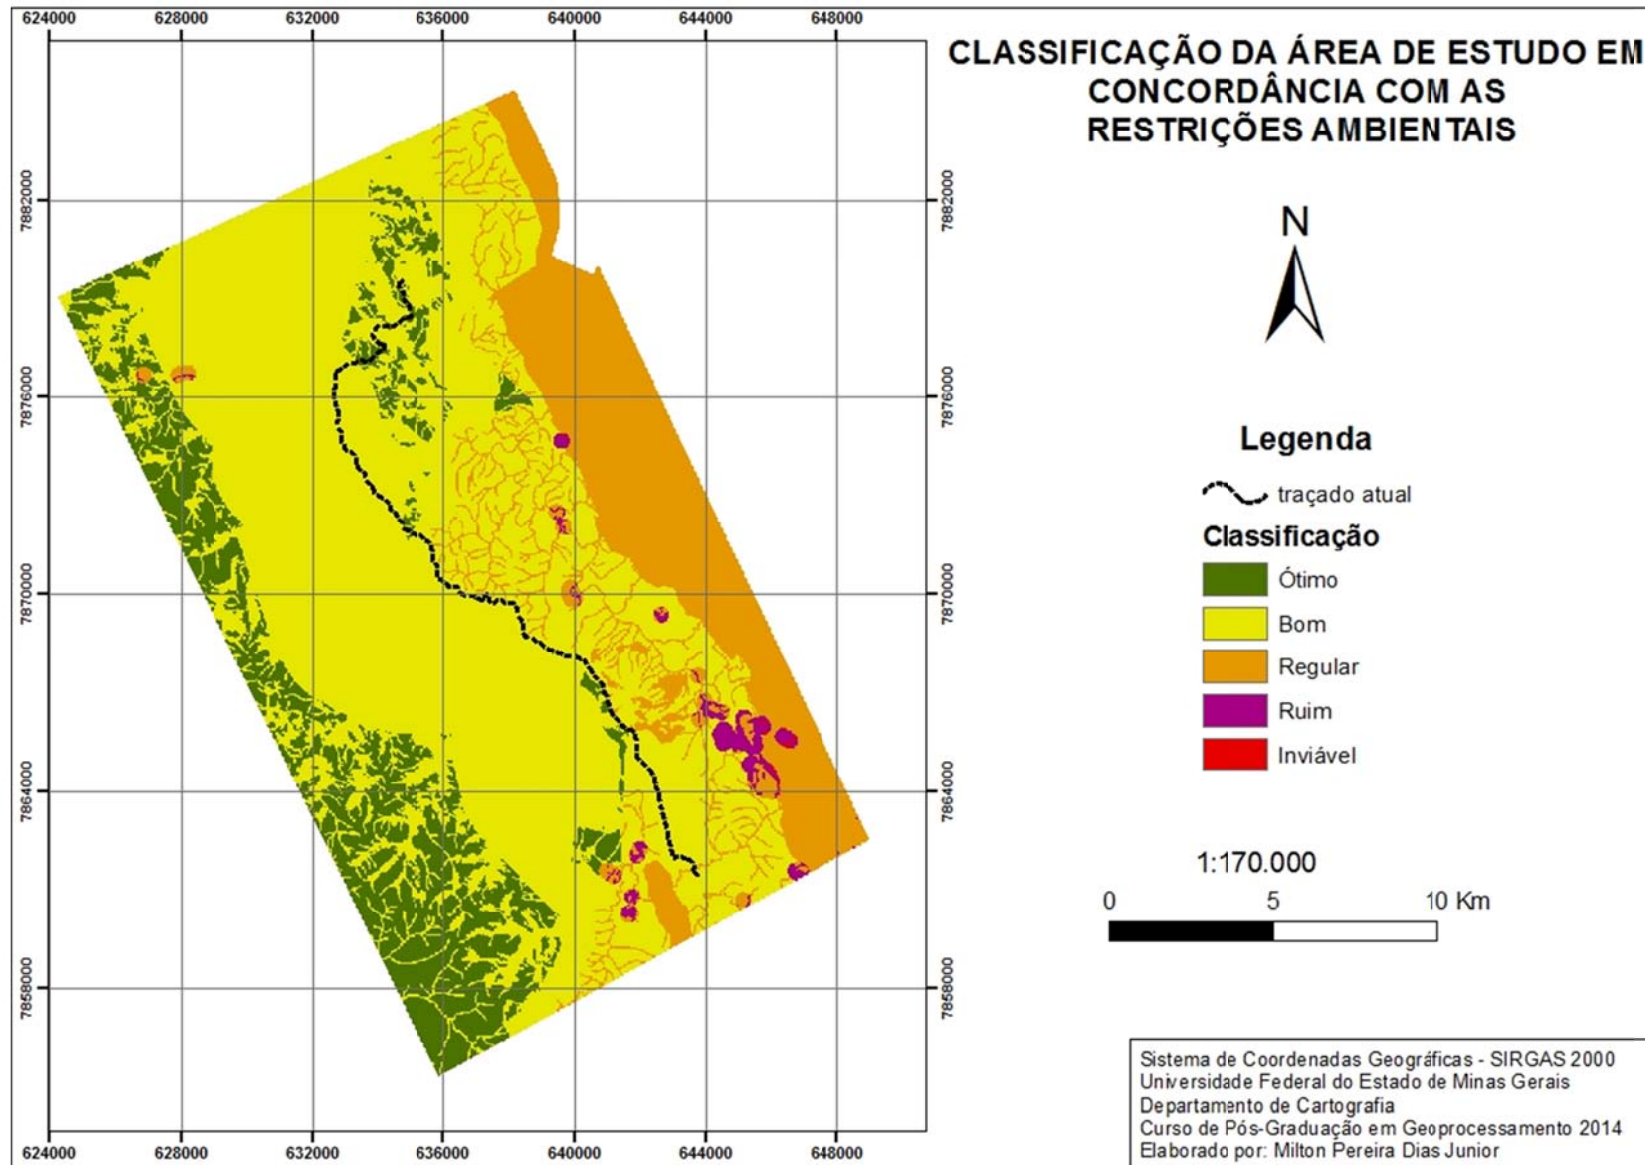 624000 628000 632000 636000 640000 644000 648000
CLASSIFICAÇÃO DA ÁREA DE ESTUDO EM
CONCORDÂNCIA COM AS
RESTRIÇÕES AMBIENTAIS
7882000 7882000
N
7876000 7876000
Legenda
traçado atual
Classificação
Ótimo
7870000 7870000
Bom
Regular
Ruim
Inviável
7864000 7864000
1:170.000
0 5 10 Km
7858000 7858000
Sistema de Coordenadas Geográficas - SIRGAS 2000
Universidade Federal do Estado de Minas Gerais
Departamento de Cartografia
Curso de Pós-Graduação em Geoprocessamento 2014
Elaborado por: Milton Pereira Dias Junior
624000 628000 632000 636000 640000 644000 648000